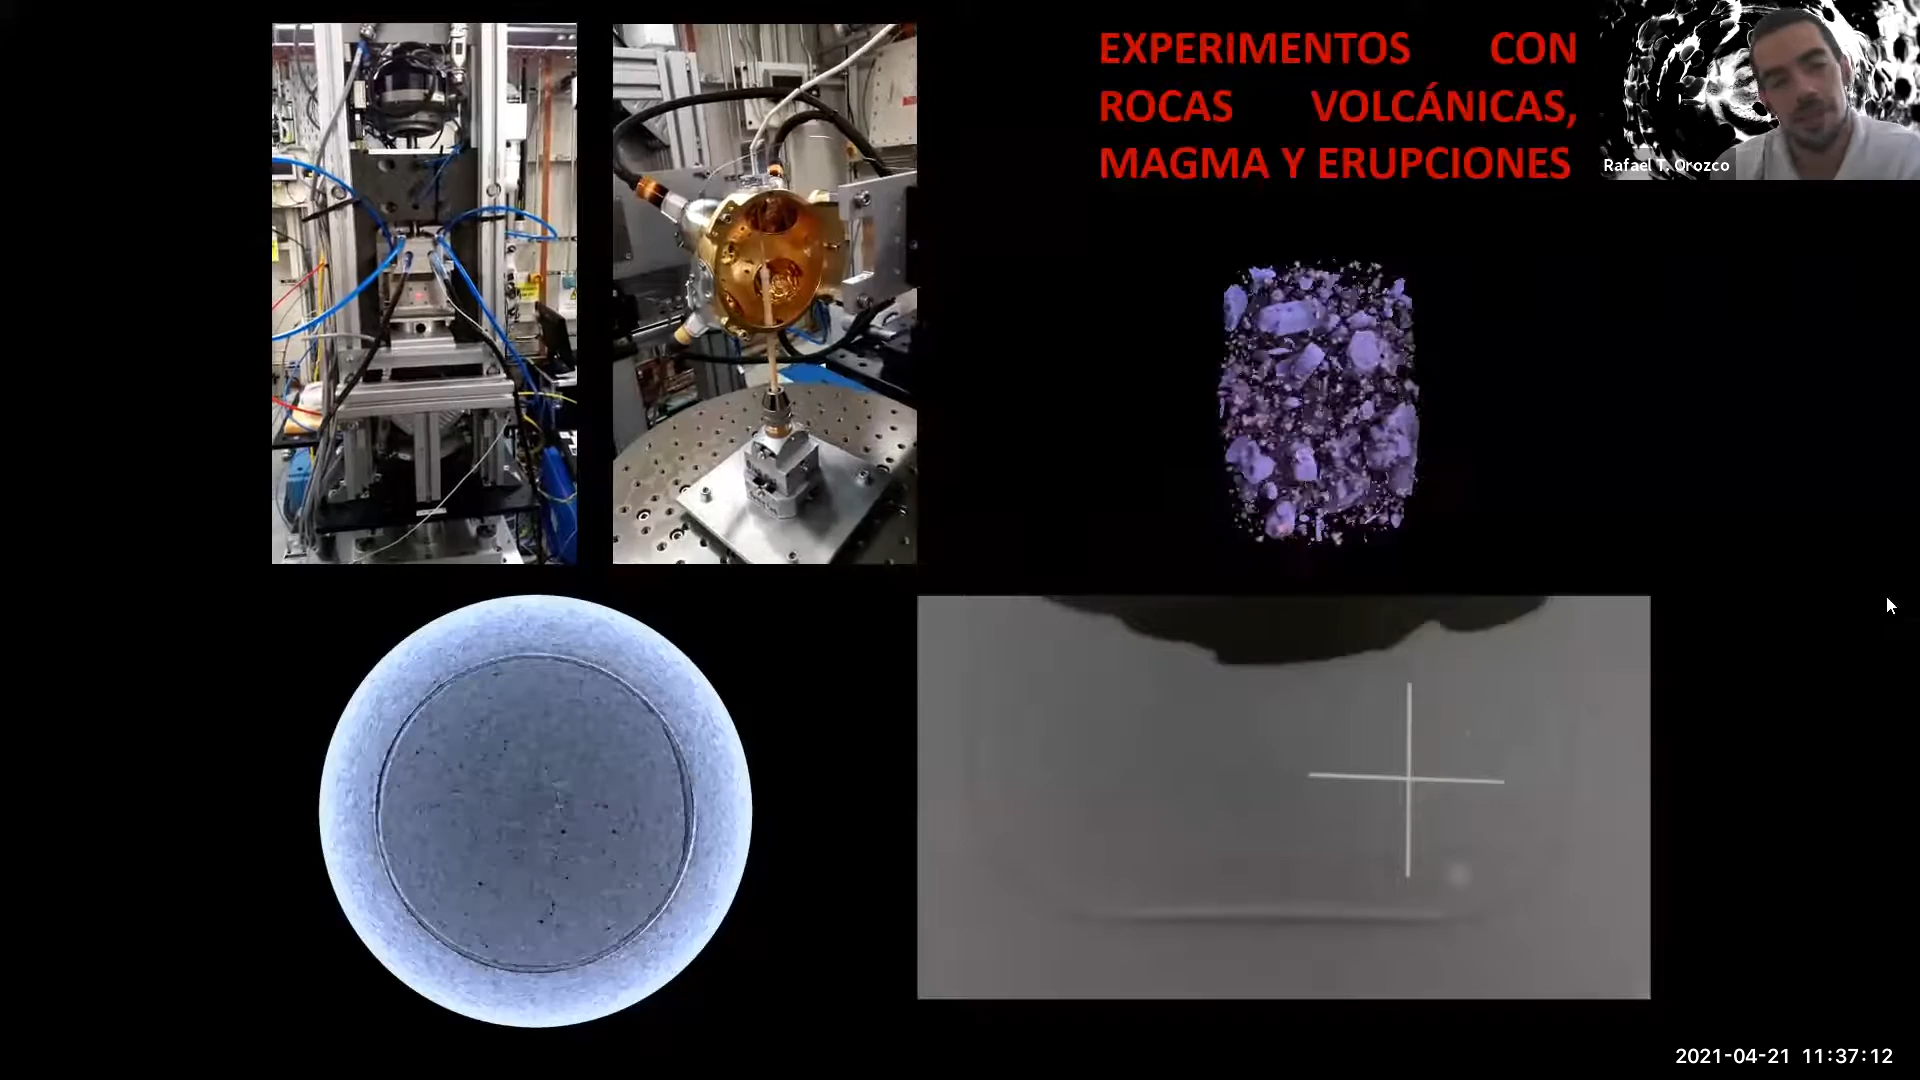 EXPERIMENTOS CON
ROCAS VOLCÁNICAS,
MAGMA Y ERUPCIONES
Rafael T. Orozco
2021-04-21 11:37:12